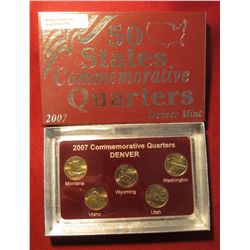 50
States
Commemorative
Quarters
2007
Denver Mint
2007 Commemorative Quarters
DENVER
Montana
Washington
Wyoming
Idaho
Utah